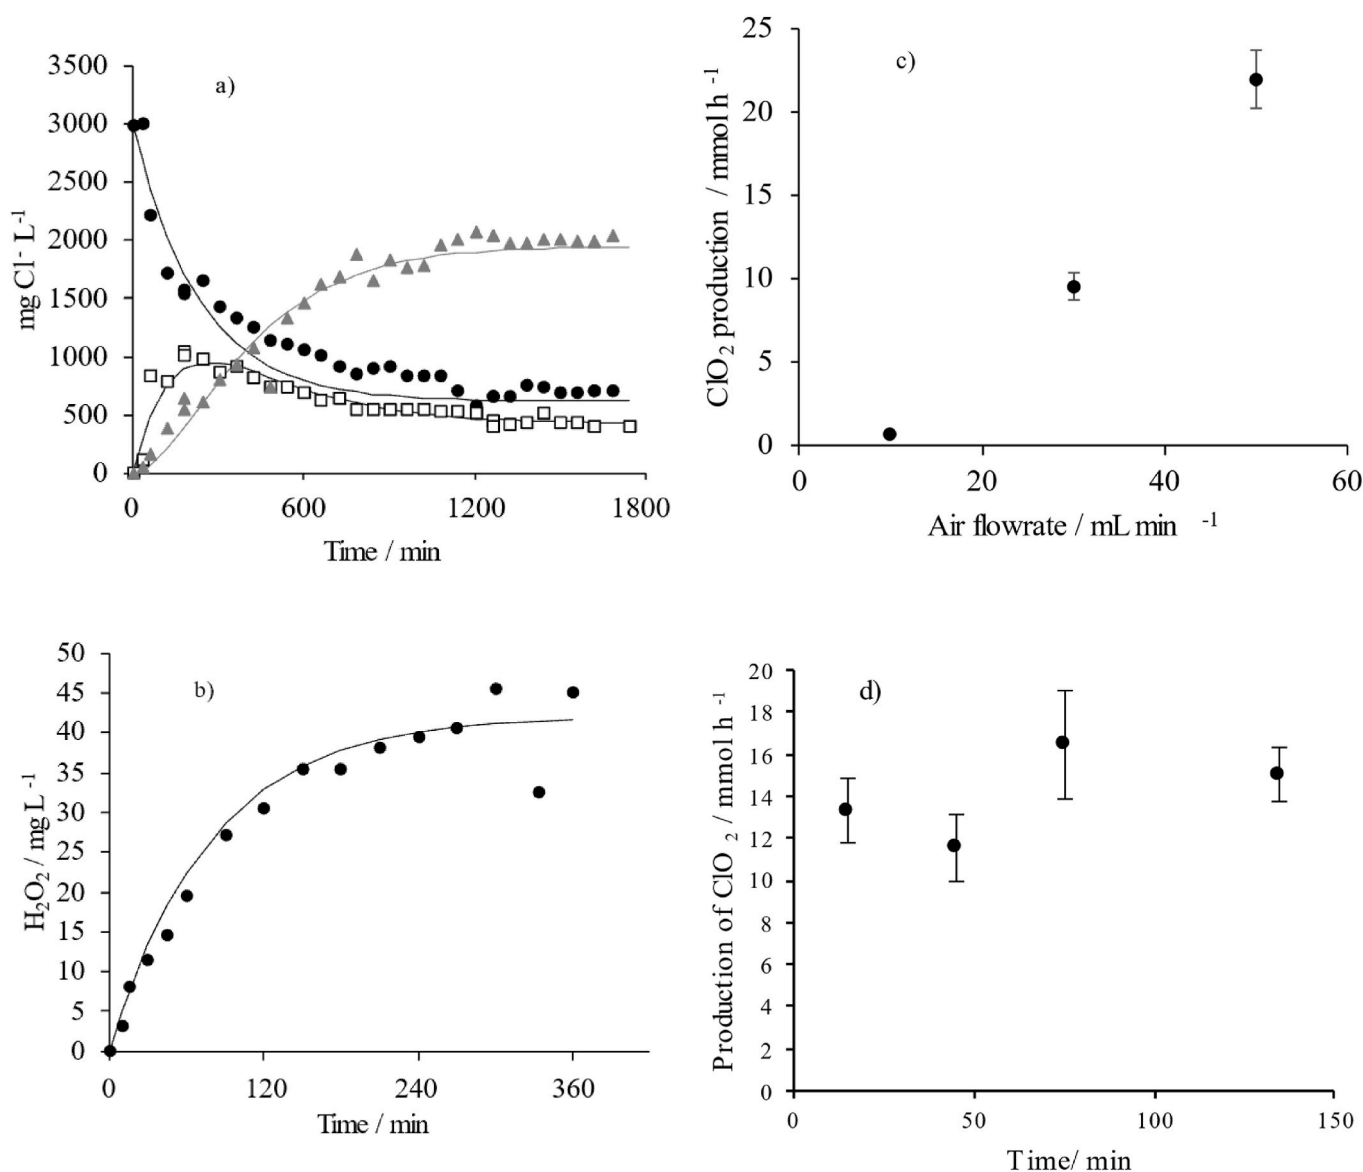 a)
3500
3000
2500
2000
1500
1000
500
0
mg Cl⁻ L⁻¹
0 600 1200 1800
Time / min
c)
25
20
15
10
5
0
ClO₂ production / mmol h⁻¹
0 20 40 60
Air flowrate / mL min ⁻¹
b)
50
45
40
35
30
25
20
15
10
5
0
H₂O₂ / mg L⁻¹
0 120 240 360
Time / min
d)
20
18
16
14
12
10
8
6
4
2
0
Production of ClO ₂ / mmol h ⁻¹
0 50 100 150
Time/ min